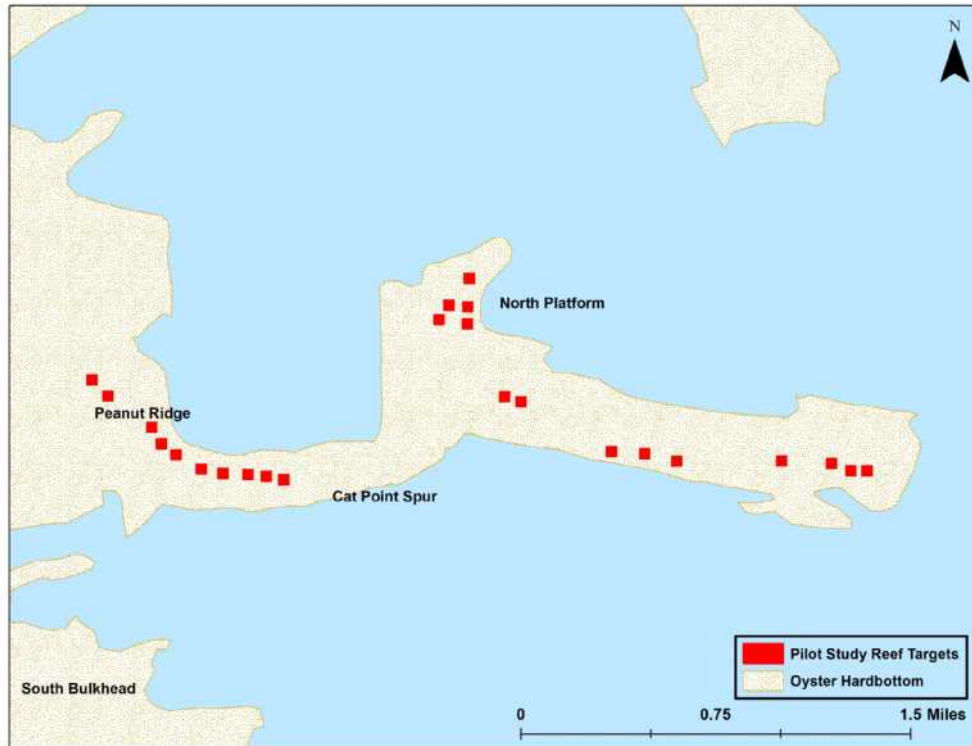 N
North Platform
Peanut Ridge
Cat Point Spur
South Bulkhead
Pilot Study Reef Targets
Oyster Hardbottom
0 0.75 1.5 Miles